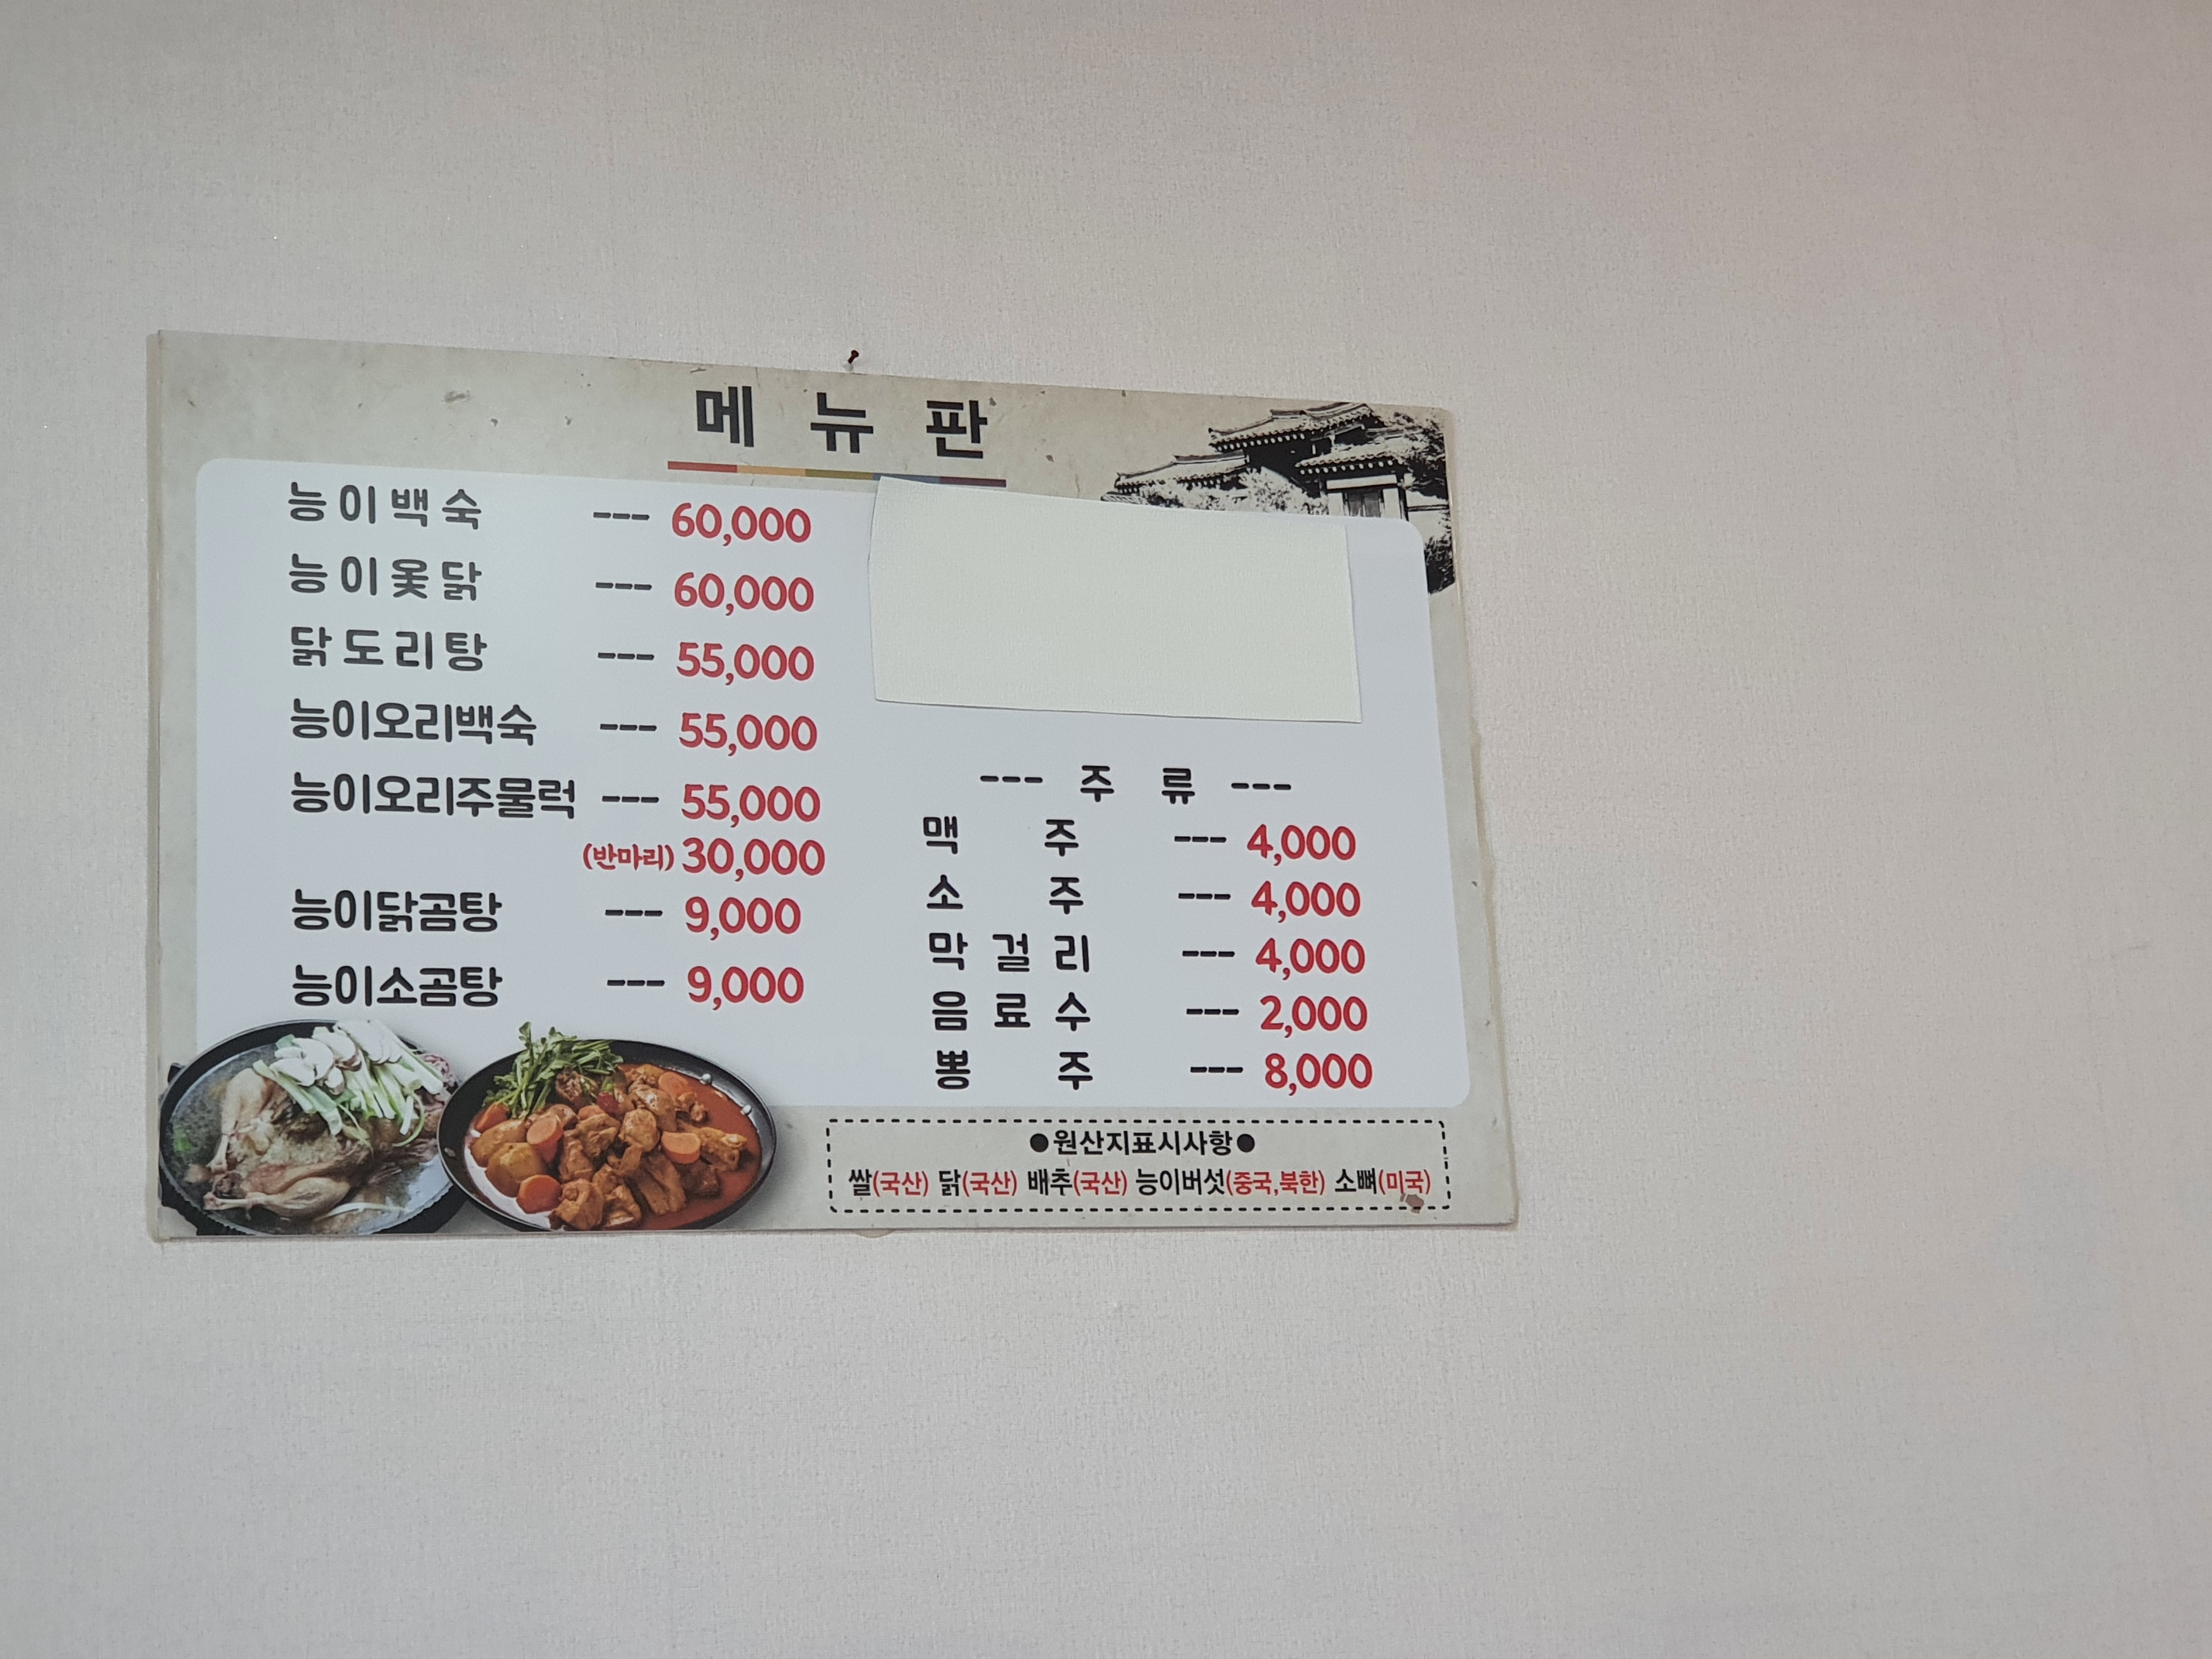 메뉴판
능이백숙 --- 60,000
능이옻닭 --- 60,000
닭도리탕 --- 55,000
능이오리백숙 --- 55,000
능이오리주물럭 --- 55,000
(반마리) 30,000
능이닭곰탕 --- 9,000
능이소곰탕 --- 9,000
--- 주 류 ---
맥 주 --- 4,000
소 주 --- 4,000
막걸리 --- 4,000
음료수 --- 2,000
뽕 주 --- 8,000
●원산지표시사항●
쌀(국산) 닭(국산) 배추(국산) 능이버섯(중국,북한) 소뼈(미국)